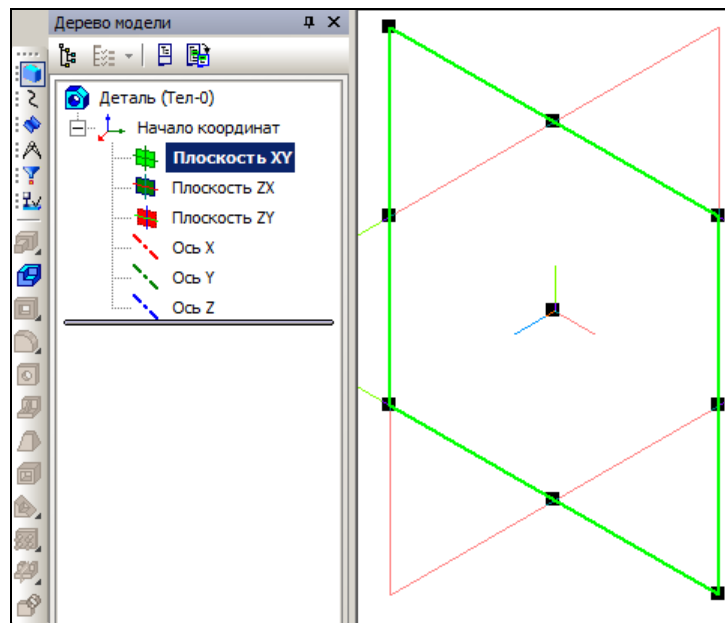 Дерево модели
Деталь (Тел-0)
Начало координат
Плоскость XY
Плоскость ZX
Плоскость ZY
Ось X
Ось Y
Ось Z